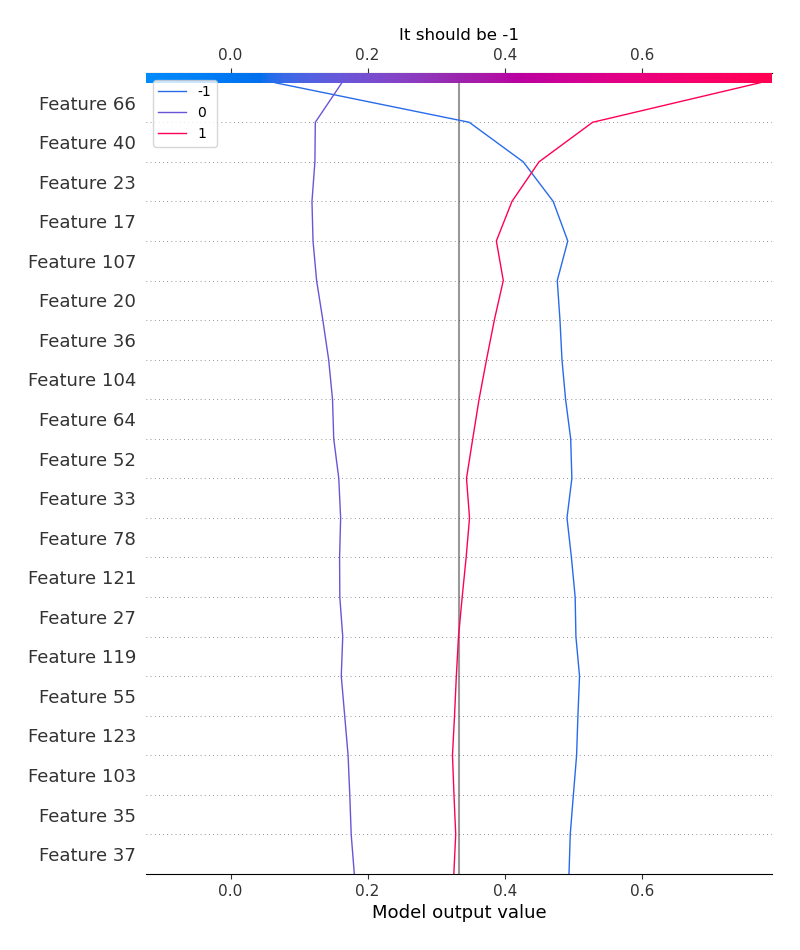 It should be -1
0.0 0.2 0.4 0.6
-1
0
1
Feature 66
Feature 40
Feature 23
Feature 17
Feature 107
Feature 20
Feature 36
Feature 104
Feature 64
Feature 52
Feature 33
Feature 78
Feature 121
Feature 27
Feature 119
Feature 55
Feature 123
Feature 103
Feature 35
Feature 37
0.0 0.2 0.4 0.6
Model output value